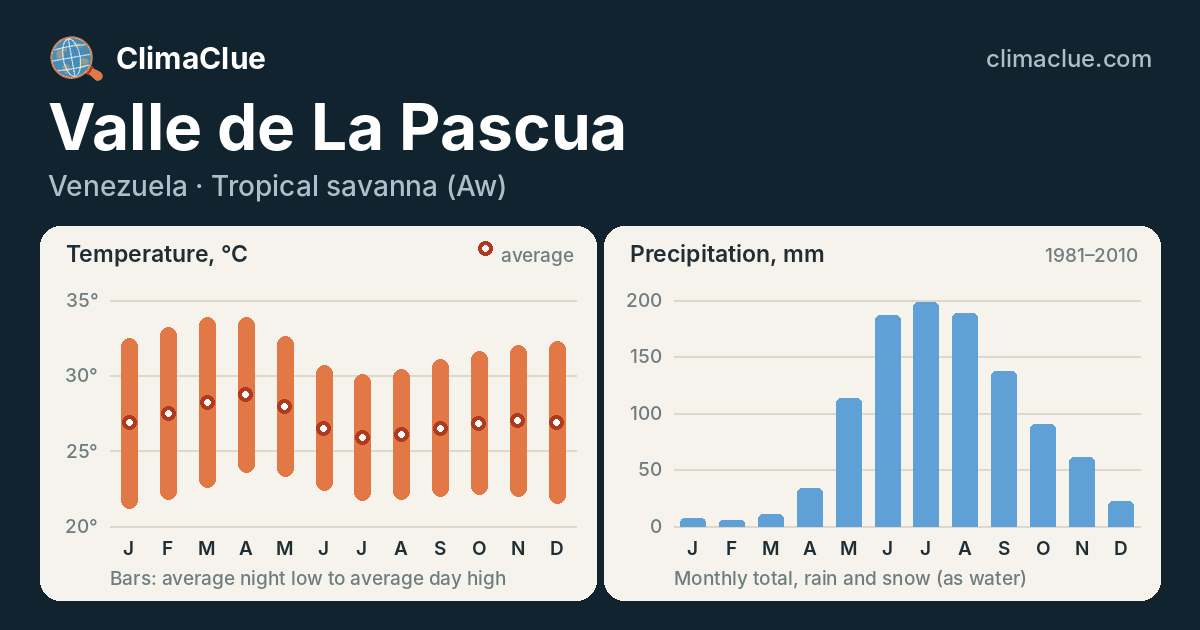 ClimaClue
climaclue.com
Valle de La Pascua
Venezuela · Tropical savanna (Aw)
Temperature, °C
average
35°
30°
25°
20°
J F M A M J J A S O N D
Bars: average night low to average day high
Precipitation, mm
1981–2010
200
150
100
50
0
J F M A M J J A S O N D
Monthly total, rain and snow (as water)